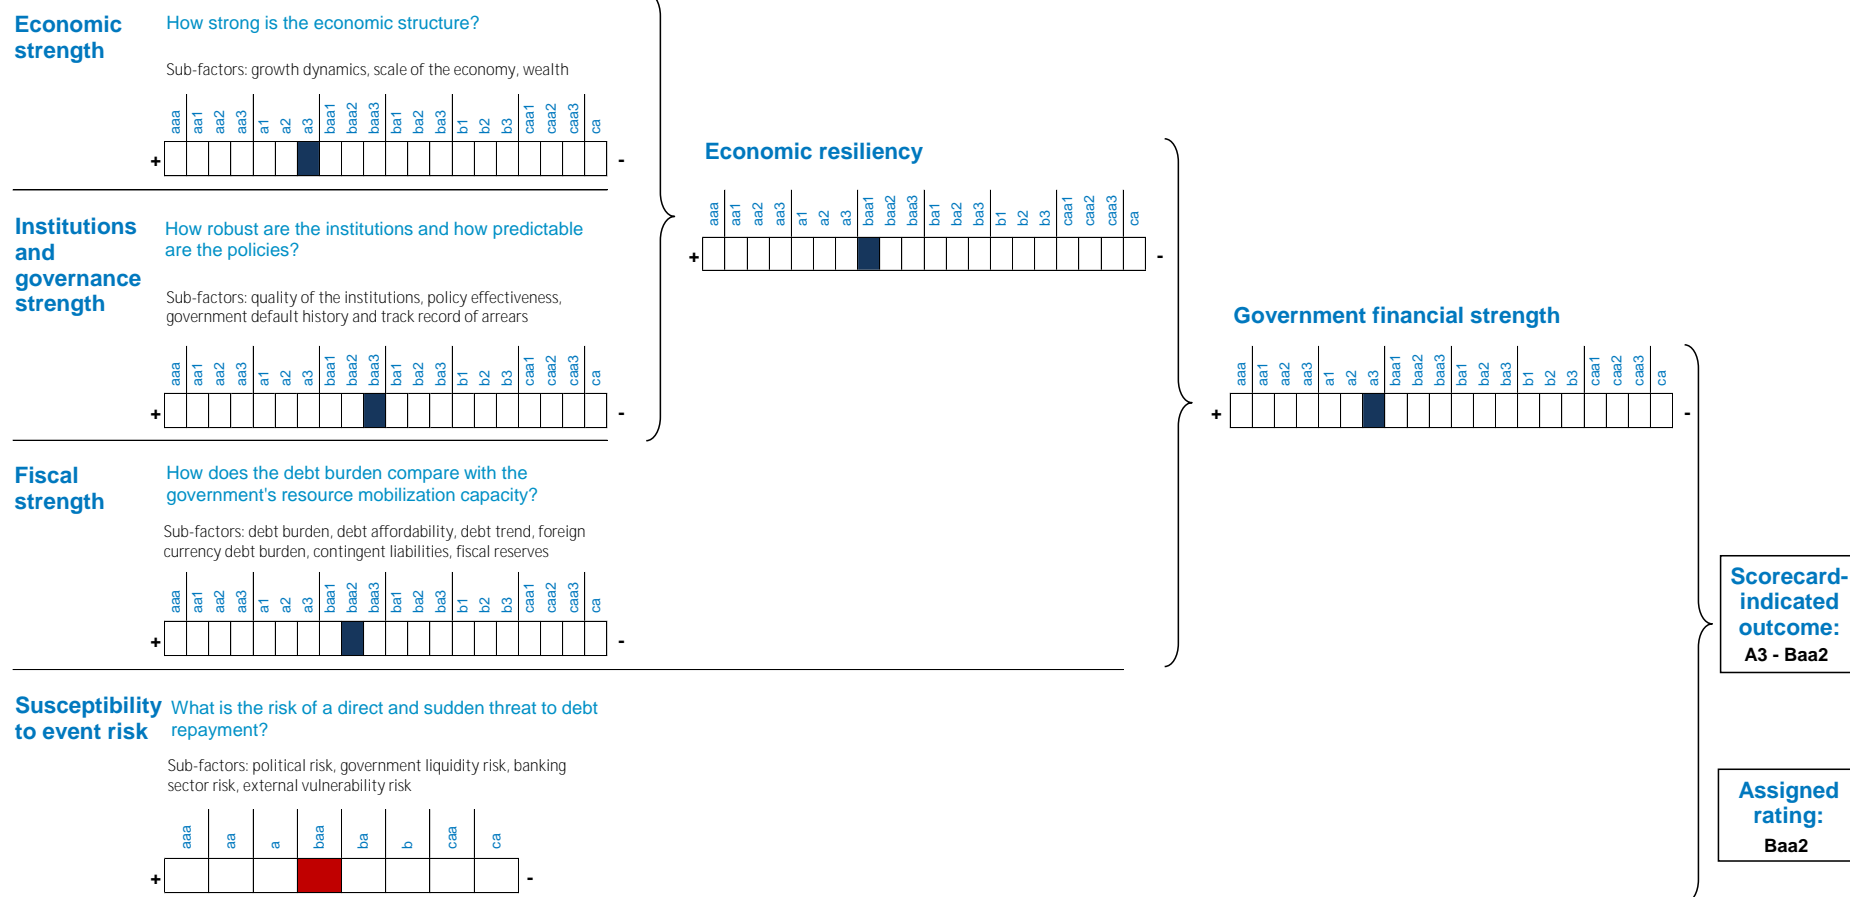 Economic
strength
How strong is the economic structure?
Sub-factors: growth dynamics, scale of the economy, wealth
aaa aa1 aa2 aa3 a1 a2 a3 baa1 baa2 baa3 ba1 ba2 ba3 b1 b2 b3 caa1 caa2 caa3 ca
+ -
Institutions
and
governance
strength
How robust are the institutions and how predictable
are the policies?
Sub-factors: quality of the institutions, policy effectiveness,
government default history and track record of arrears
aaa aa1 aa2 aa3 a1 a2 a3 baa1 baa2 baa3 ba1 ba2 ba3 b1 b2 b3 caa1 caa2 caa3 ca
+ -
Economic resiliency
aaa aa1 aa2 aa3 a1 a2 a3 baa1 baa2 baa3 ba1 ba2 ba3 b1 b2 b3 caa1 caa2 caa3 ca
+ -
Fiscal
strength
How does the debt burden compare with the
government's resource mobilization capacity?
Sub-factors: debt burden, debt affordability, debt trend, foreign
currency debt burden, contingent liabilities, fiscal reserves
aaa aa1 aa2 aa3 a1 a2 a3 baa1 baa2 baa3 ba1 ba2 ba3 b1 b2 b3 caa1 caa2 caa3 ca
+ -
Government financial strength
aaa aa1 aa2 aa3 a1 a2 a3 baa1 baa2 baa3 ba1 ba2 ba3 b1 b2 b3 caa1 caa2 caa3 ca
+ -
Susceptibility
to event risk
What is the risk of a direct and sudden threat to debt
repayment?
Sub-factors: political risk, government liquidity risk, banking
sector risk, external vulnerability risk
aaa aa a baa ba b caa ca
+ -
Scorecard-
indicated
outcome:
A3 - Baa2
Assigned
rating:
Baa2